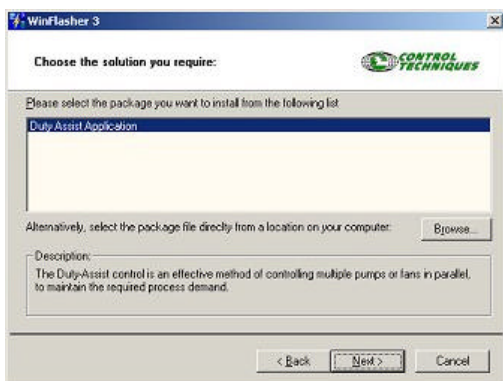 WinFlasher 3
Choose the solution you require:
CONTROL
TECHNIQUES
Please select the package you want to install from the following list
Duty Assist Application
Alternatively, select the package file directly from a location on your computer:
Browse...
Description:
The Duty-Assist control is an effective method of controlling multiple pumps or fans in parallel,
to maintain the required process demand.
< Back
Next >
Cancel